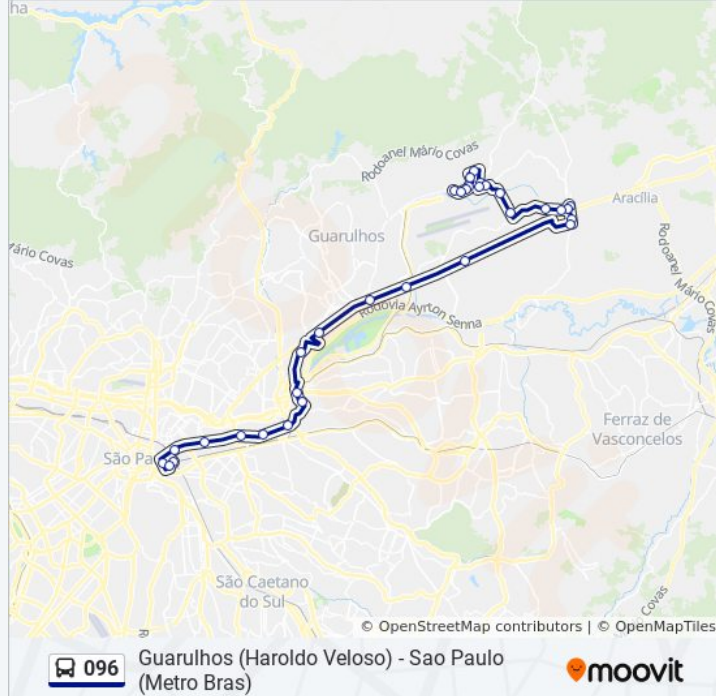 ha
Rodoanel Mário Covas
Aracília
Guarulhos
Mário Covas
Rodoanel Mário Covas
Rodovia Ayrton Senna
Ferraz de
Vasconcelos
São Pa
São Caetano
do Sul
Covas
R
© OpenStreetMap contributors | © OpenMapTiles
096
Guarulhos (Haroldo Veloso) - Sao Paulo
(Metro Bras)
moovit